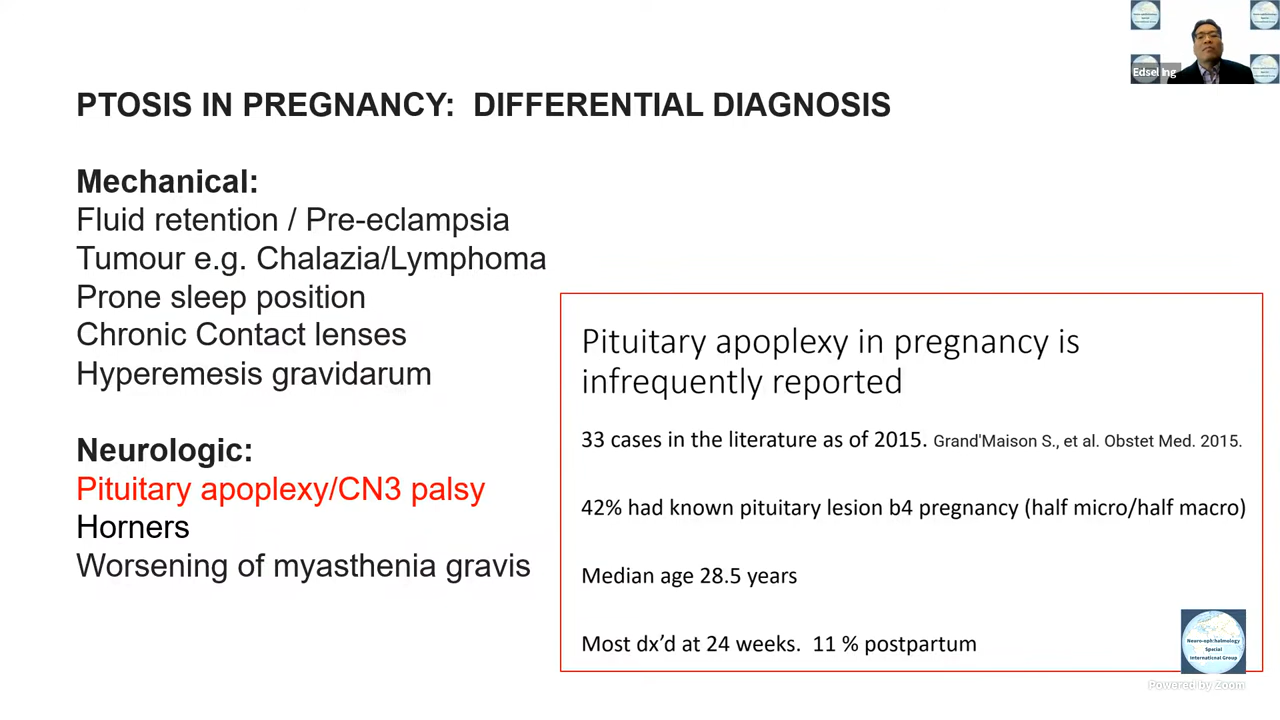 Edsel Ing
PTOSIS IN PREGNANCY: DIFFERENTIAL DIAGNOSIS
Mechanical:
Fluid retention / Pre-eclampsia
Tumour e.g. Chalazia/Lymphoma
Prone sleep position
Chronic Contact lenses
Hyperemesis gravidarum
Neurologic:
Pituitary apoplexy/CN3 palsy
Horners
Worsening of myasthenia gravis
Pituitary apoplexy in pregnancy is
infrequently reported
33 cases in the literature as of 2015. Grand'Maison S., et al. Obstet Med. 2015.
42% had known pituitary lesion b4 pregnancy (half micro/half macro)
Median age 28.5 years
Most dx’d at 24 weeks. 11 % postpartum
Neuro-ophthalmology
Special
International Group
Powered by Zoom